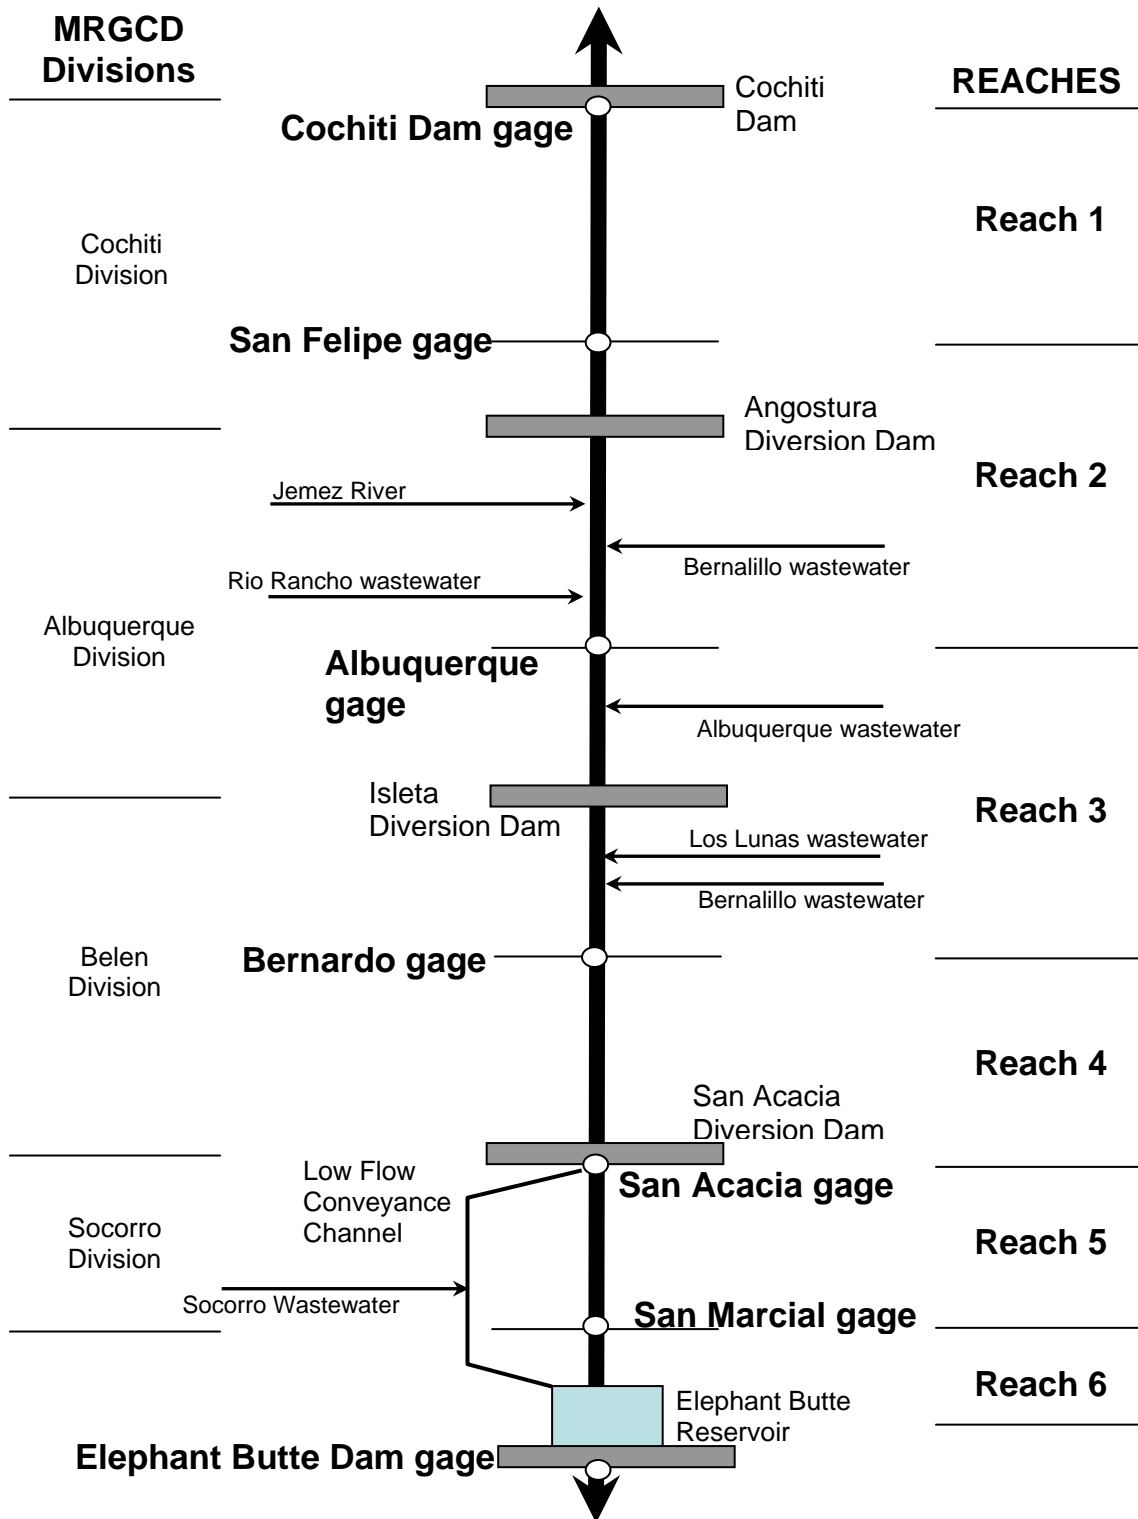 MRGCD
Divisions
REACHES
Cochiti
Dam
Cochiti Dam gage
Reach 1
Cochiti
Division
San Felipe gage
Angostura
Diversion Dam
Reach 2
Jemez River
Bernalillo wastewater
Rio Rancho wastewater
Albuquerque
Division
Albuquerque
gage
Albuquerque wastewater
Isleta
Diversion Dam
Reach 3
Los Lunas wastewater
Bernalillo wastewater
Belen
Division
Bernardo gage
Reach 4
San Acacia
Diversion Dam
San Acacia gage
Low Flow
Conveyance
Channel
Socorro
Division
Reach 5
Socorro Wastewater
San Marcial gage
Reach 6
Elephant Butte
Reservoir
Elephant Butte Dam gage